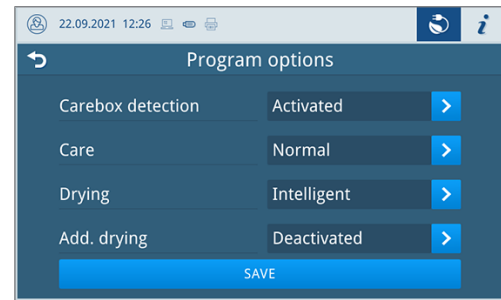 22.09.2021 12:26
i
Program options
Carebox detection Activated
Care Normal
Drying Intelligent
Add. drying Deactivated
SAVE